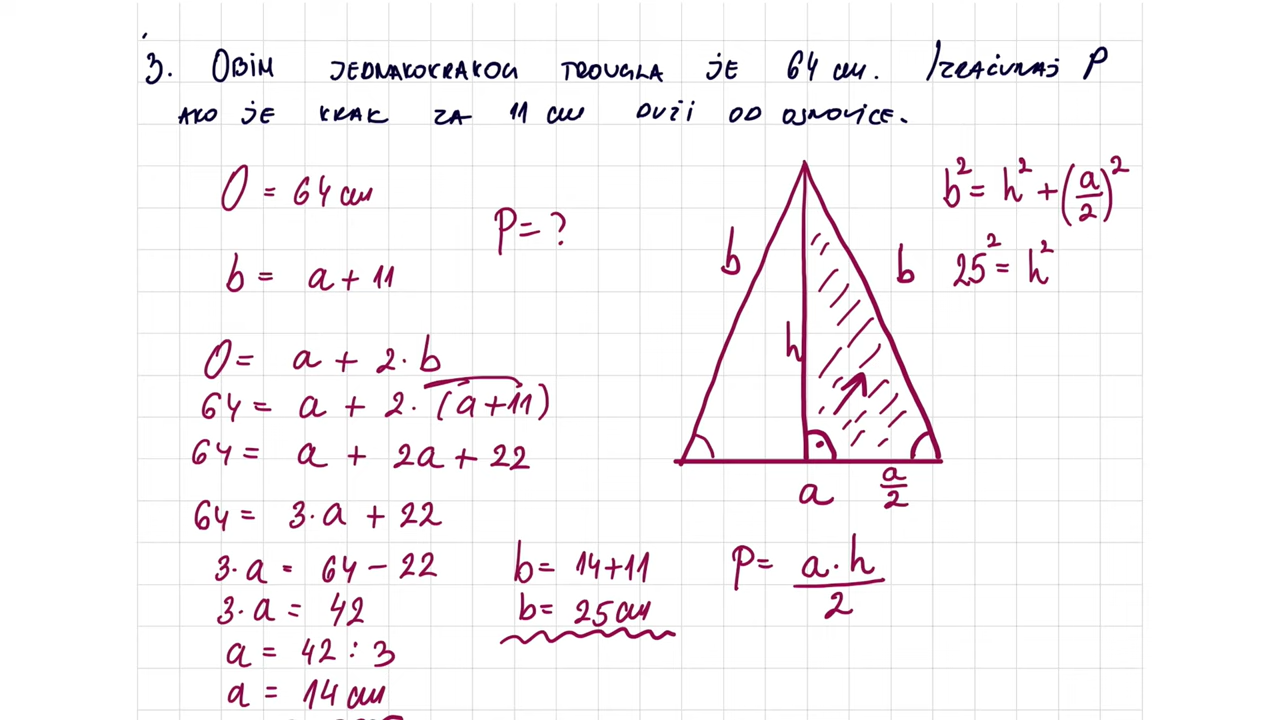 3. OBIM JEDNAKOKRAKOG TROUGLA JE 64 cm. IZRAČUNAJ P
AKO JE KRAK ZA 11 cm DUŽI OD OSNOVICE.
O = 64 cm
P = ?
b = a + 11
O = a + 2 · b
64 = a + 2 · (a + 11)
64 = a + 2a + 22
64 = 3 · a + 22
3 · a = 64 - 22
3 · a = 42
a = 42 : 3
a = 14 cm
b = 14 + 11
b = 25 cm
b
h
b
a
a/2
P = a · h / 2
b² = h² + (a/2)²
25² = h²